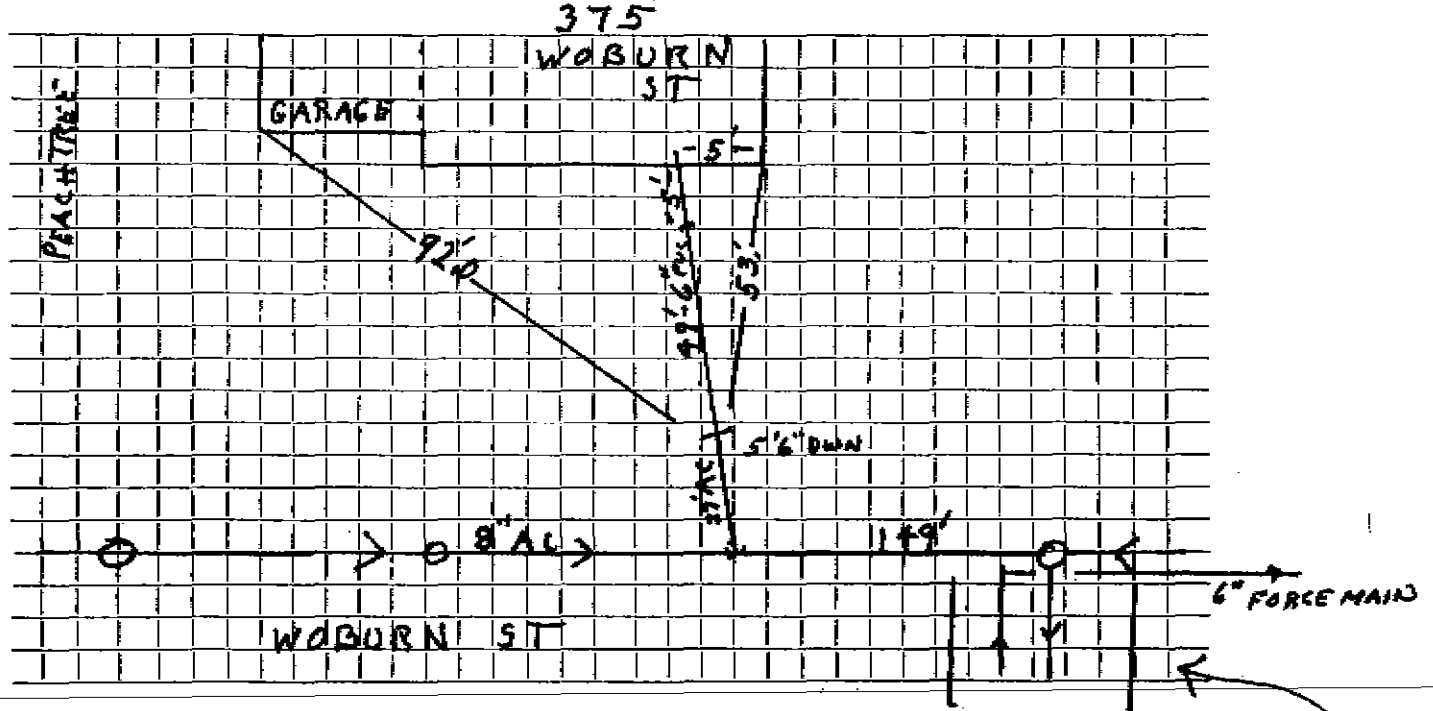 375
WOBURN
ST
PEACHTREE
GARAGE
-5'-
5'
92'
53'
5'6" DWN
8" AC
149'
6" FORCE MAIN
WOBURN ST